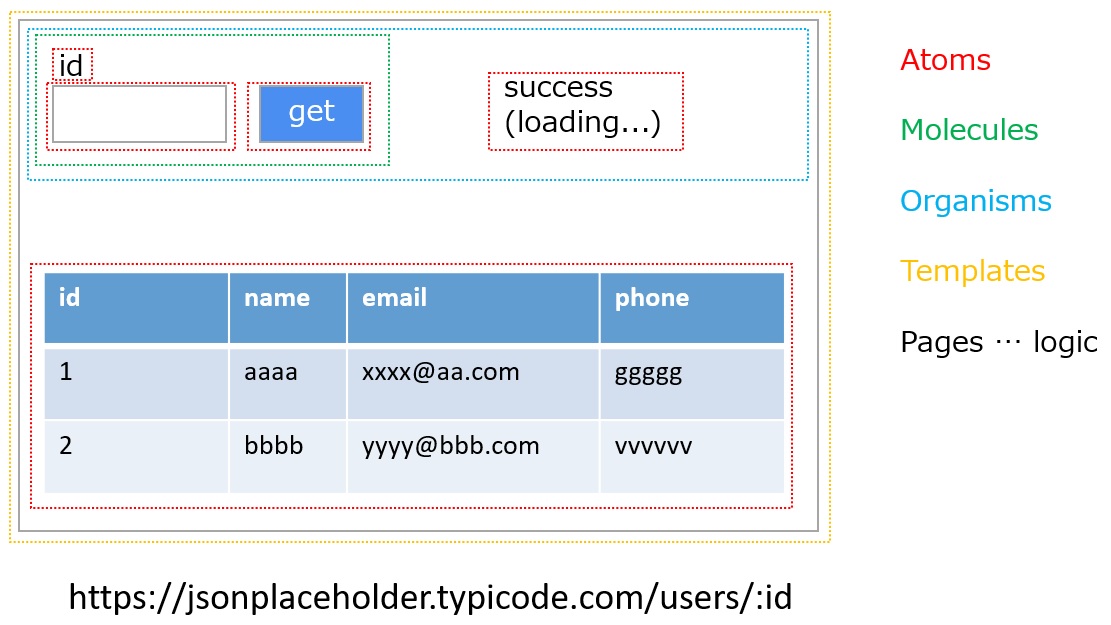 id
get
success
(loading...)
id name email phone
1 aaaa xxxx@aa.com ggggg
2 bbbb yyyy@bbb.com vvvvvv
Atoms
Molecules
Organisms
Templates
Pages … logic
https://jsonplaceholder.typicode.com/users/:id